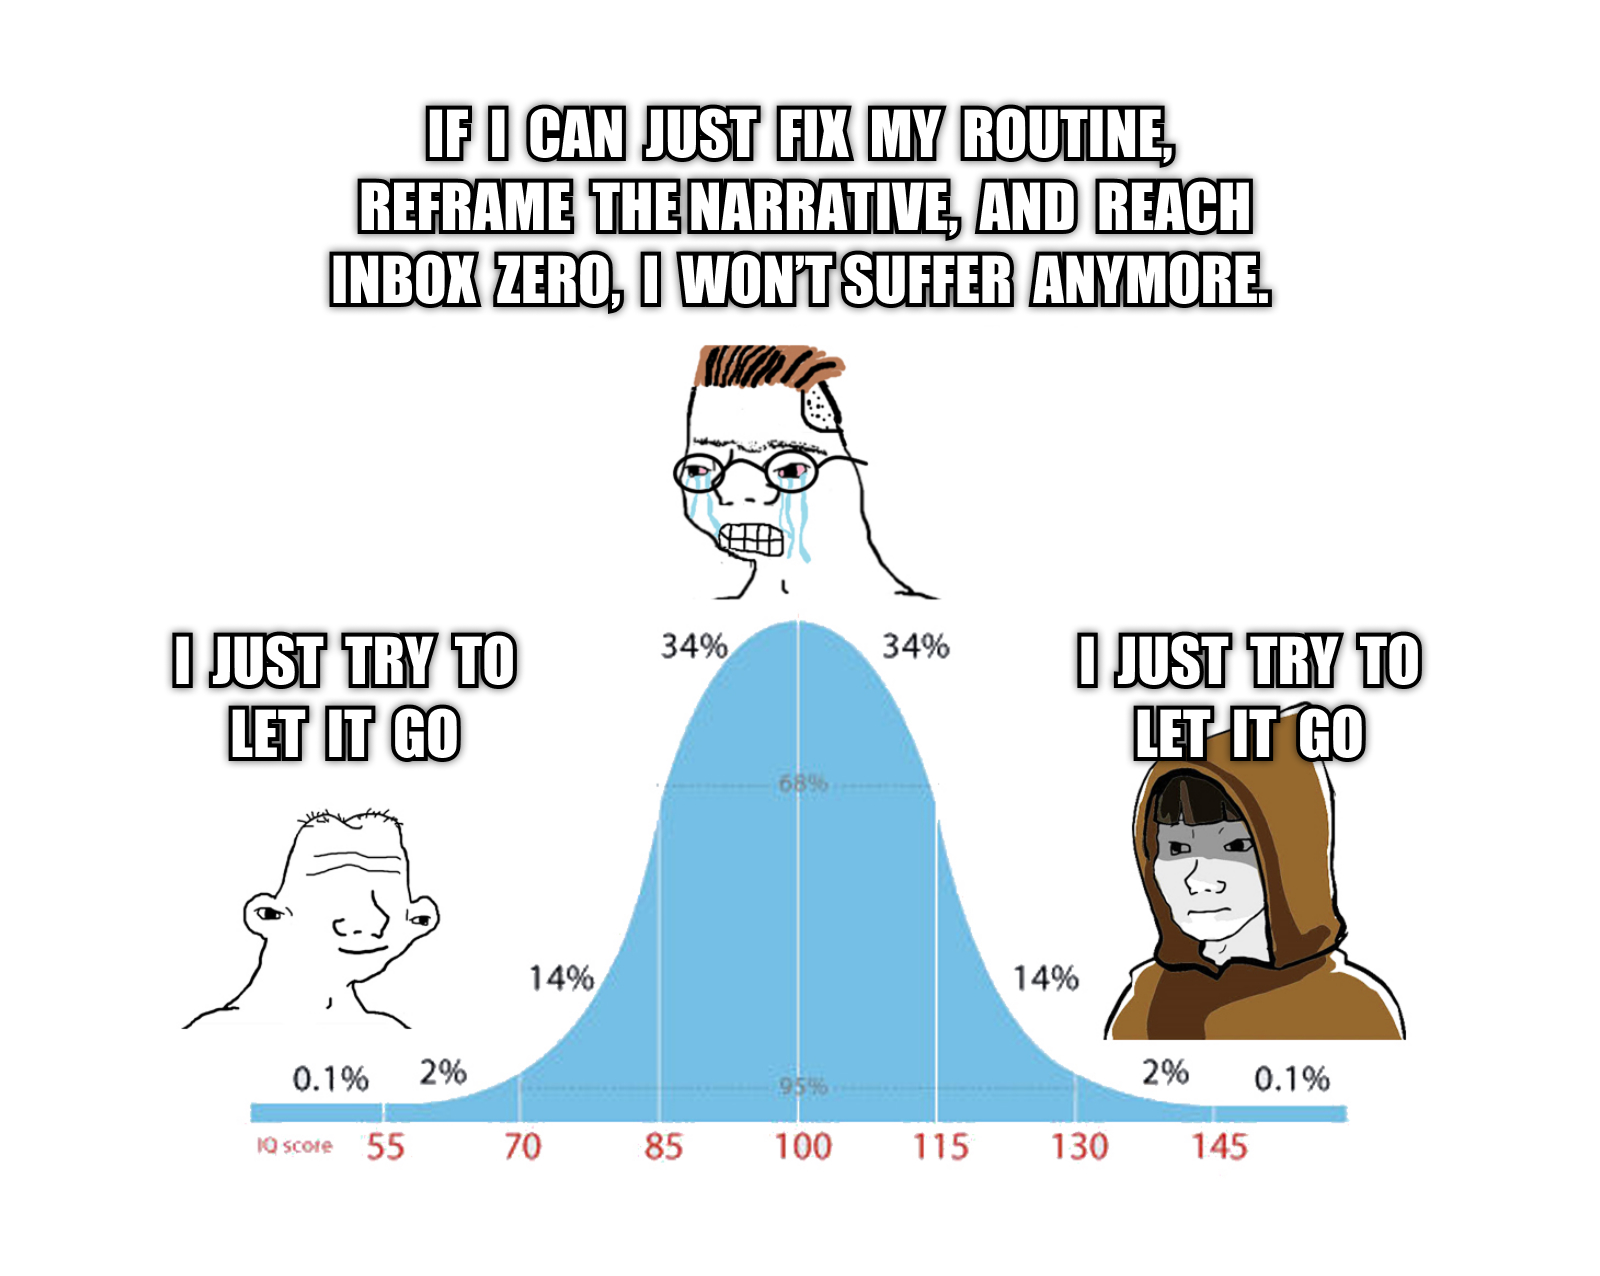 IF I CAN JUST FIX MY ROUTINE,
REFRAME THE NARRATIVE, AND REACH
INBOX ZERO, I WON'T SUFFER ANYMORE.
I JUST TRY TO
LET IT GO
I JUST TRY TO
LET IT GO
34% 34%
68%
14% 14%
0.1% 2% 95% 2% 0.1%
IQ score 55 70 85 100 115 130 145